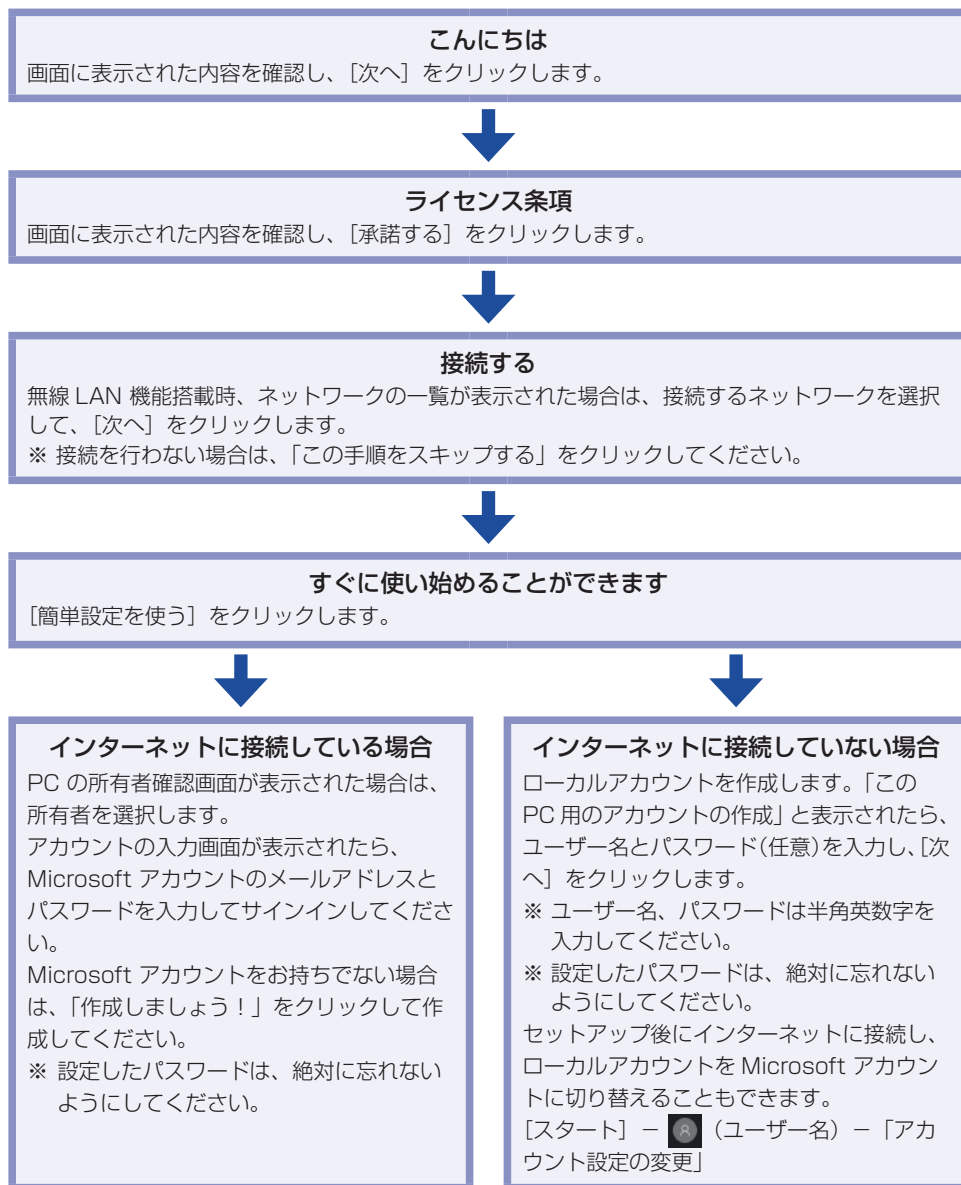 こんにちは
画面に表示された内容を確認し、［次へ］をクリックします。
ライセンス条項
画面に表示された内容を確認し、［承諾する］をクリックします。
接続する
無線 LAN 機能搭載時、ネットワークの一覧が表示された場合は、接続するネットワークを選択
して、［次へ］をクリックします。
※ 接続を行わない場合は、「この手順をスキップする」をクリックしてください。
すぐに使い始めることができます
［簡単設定を使う］をクリックします。
インターネットに接続している場合
PC の所有者確認画面が表示された場合は、
所有者を選択します。
アカウントの入力画面が表示されたら、
Microsoft アカウントのメールアドレスと
パスワードを入力してサインインしてくださ
い。
Microsoft アカウントをお持ちでない場合
は、「作成しましょう！」をクリックして作
成してください。
※ 設定したパスワードは、絶対に忘れない
ようにしてください。
インターネットに接続していない場合
ローカルアカウントを作成します。「この
PC 用のアカウントの作成」と表示されたら、
ユーザー名とパスワード（任意）を入力し、［次
へ］をクリックします。
※ ユーザー名、パスワードは半角英数字を
入力してください。
※ 設定したパスワードは、絶対に忘れない
ようにしてください。
セットアップ後にインターネットに接続し、
ローカルアカウントを Microsoft アカウン
トに切り替えることもできます。
［スタート］－ （ユーザー名）－「アカ
ウント設定の変更」